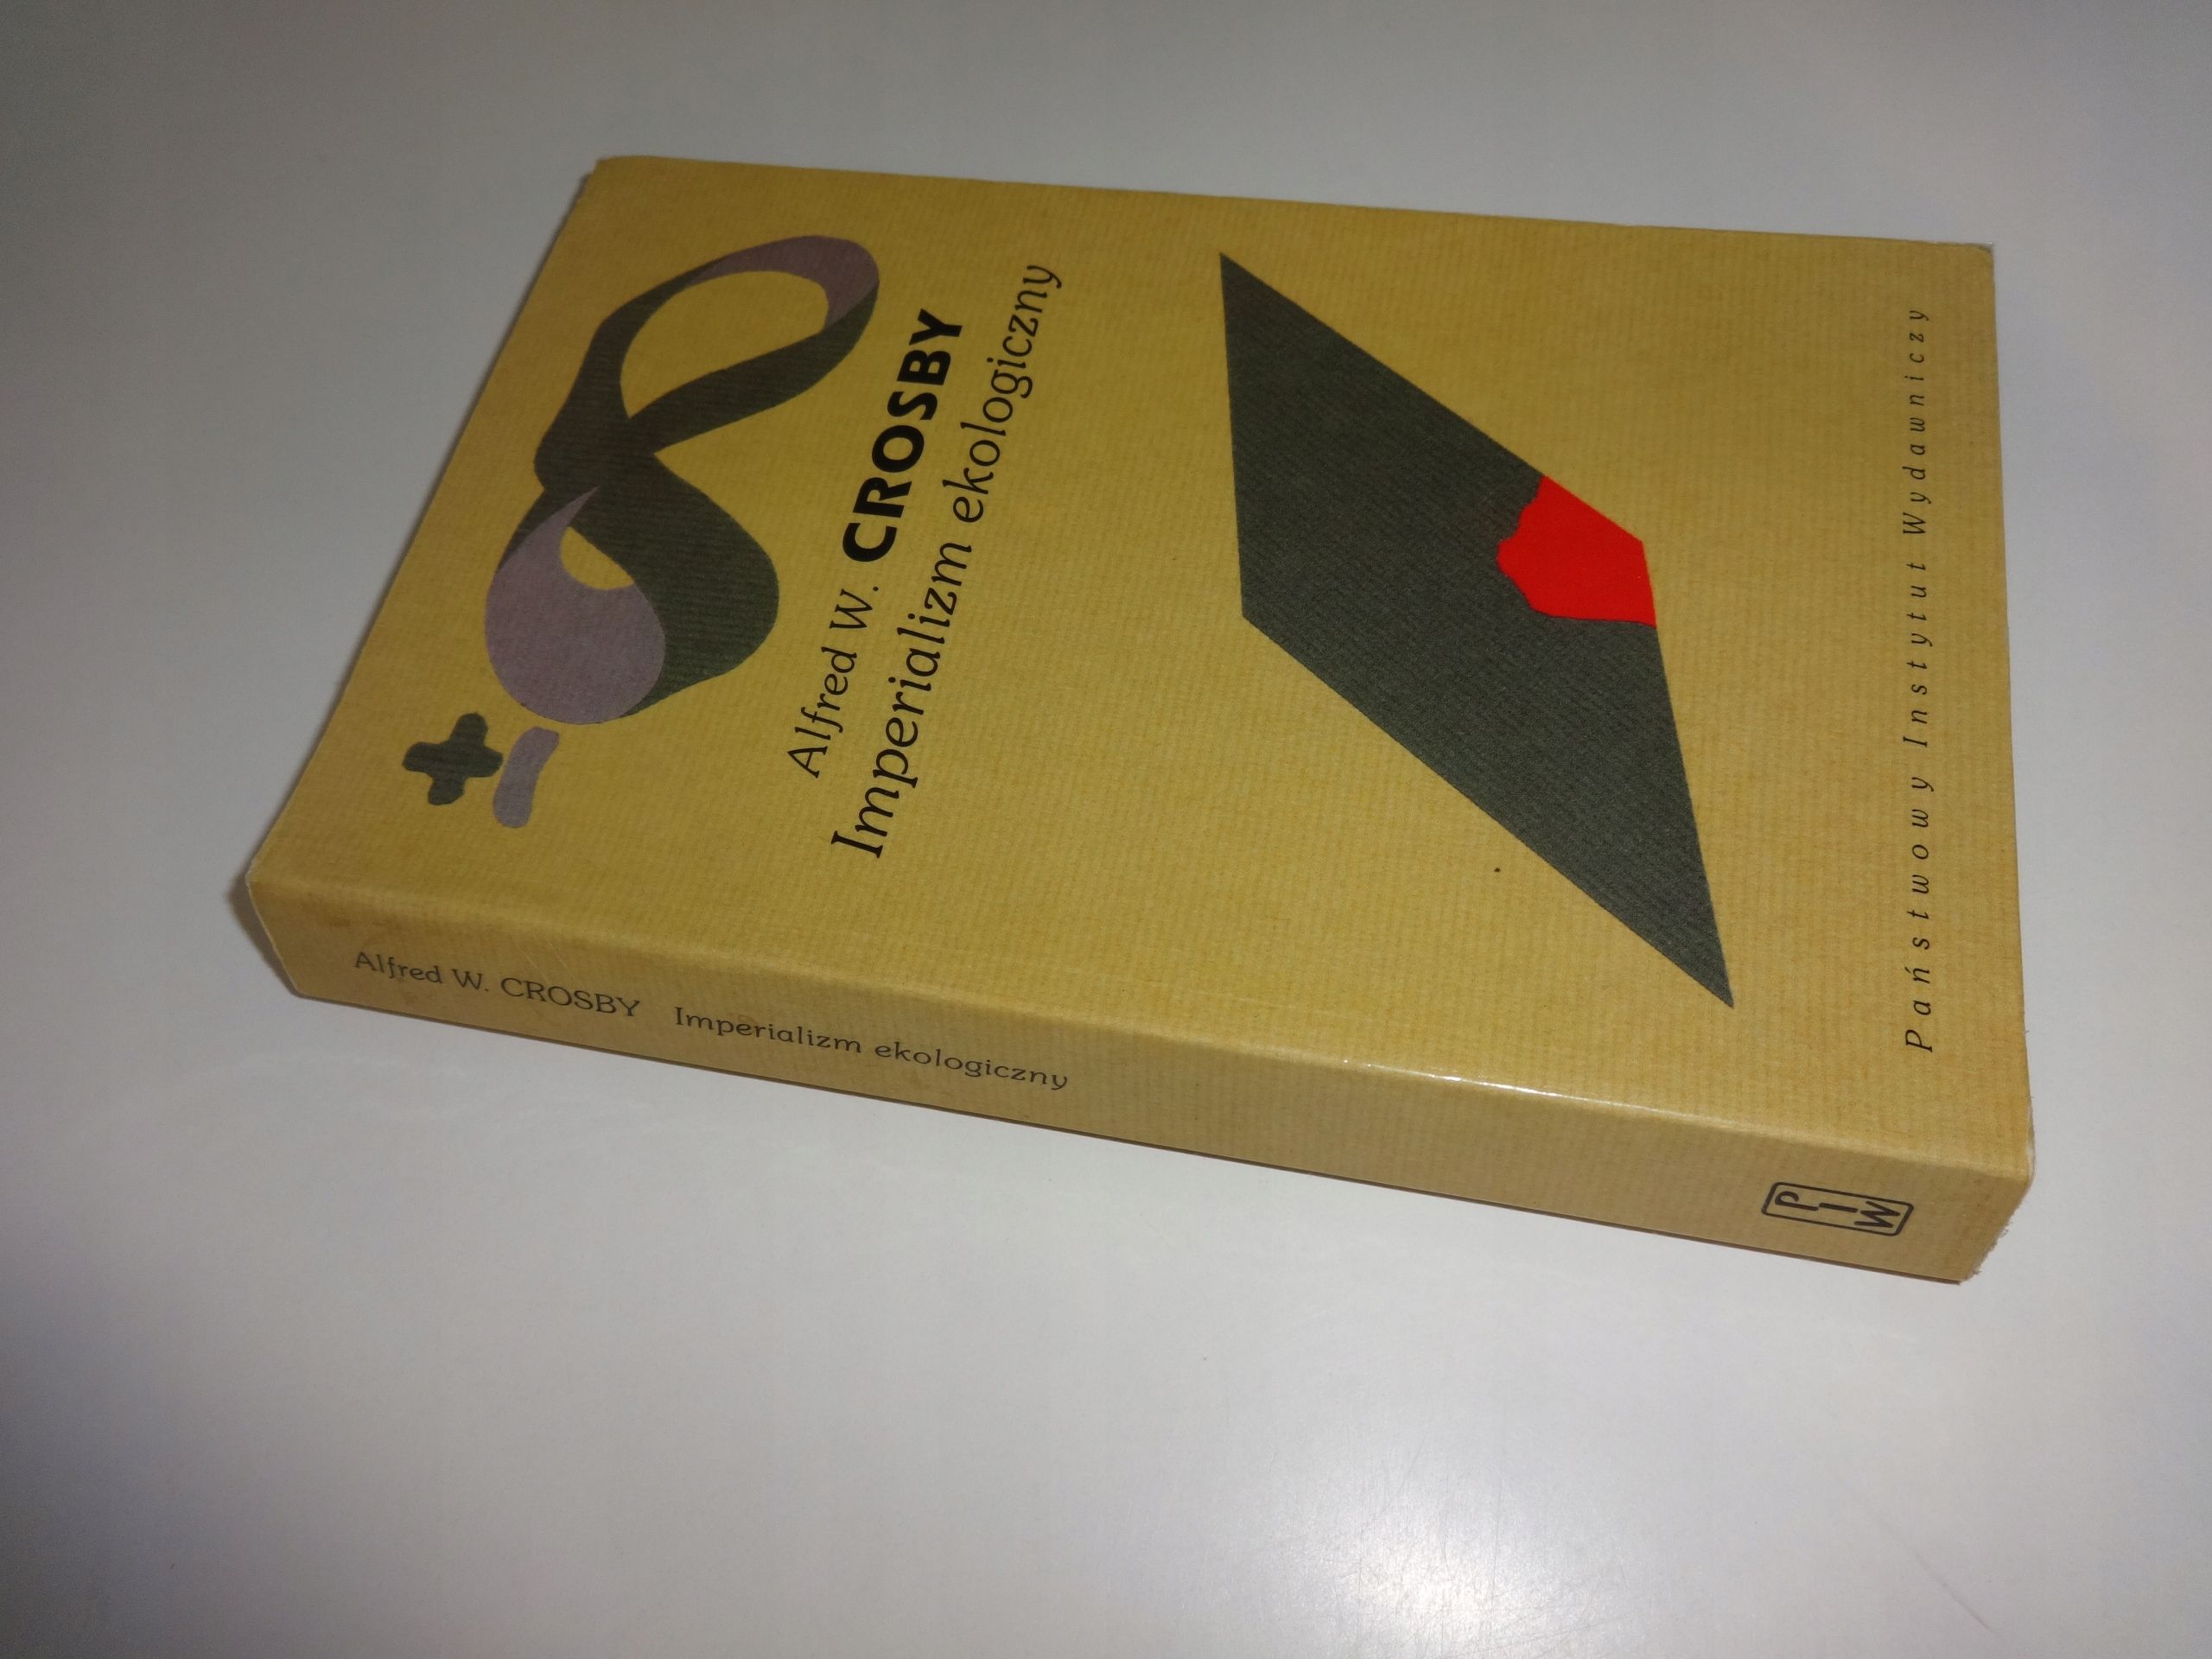 Alfred W. CROSBY
Imperializm ekologiczny
Państwowy Instytut Wydawniczy
Alfred W. CROSBY Imperializm ekologiczny
PIW